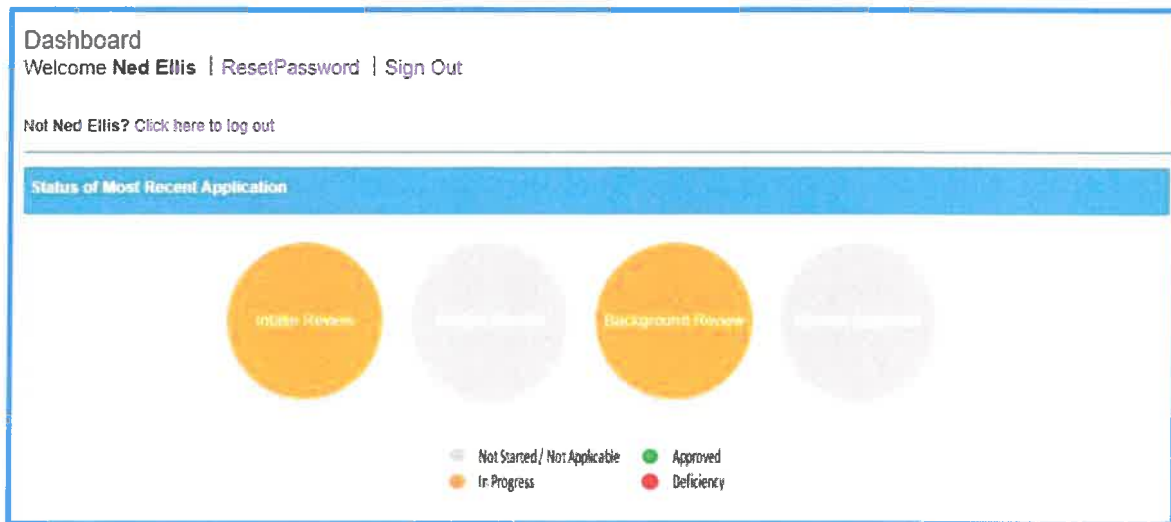 Dashboard
Welcome Ned Ellis | ResetPassword | Sign Out
Not Ned Ellis? Click here to log out
Status of Most Recent Application
Intake Review
Background Review
Not Started / Not Applicable
Approved
In Progress
Deficiency